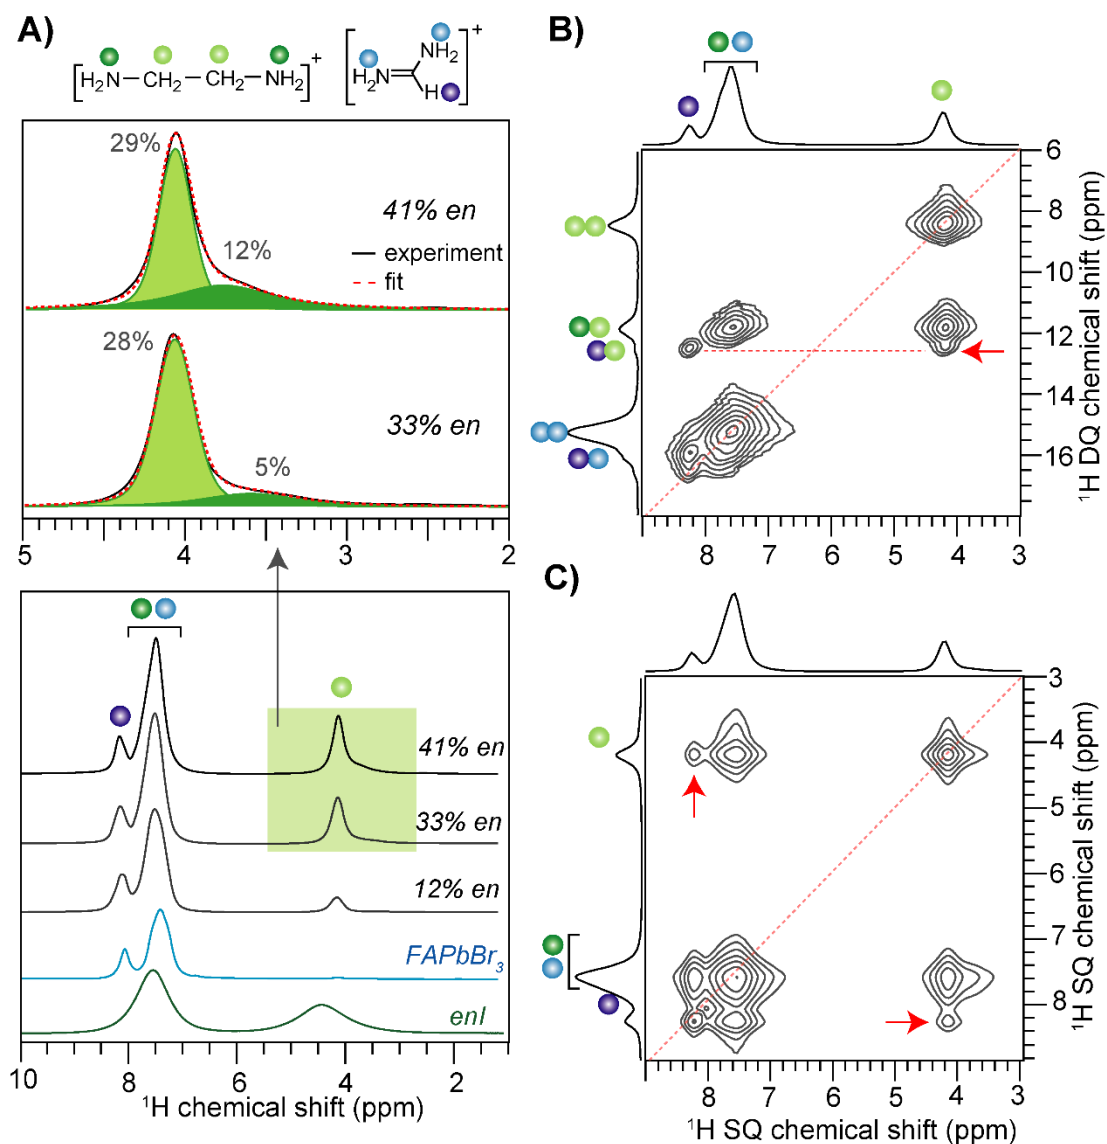 A)
[H₂N—CH₂—CH₂—NH₂]⁺
[H₂N=C(H)NH₂]⁺
29%
12%
41% en
experiment
fit
28%
5%
33% en
5 4 3 2
41% en
33% en
12% en
FAPbBr₃
enI
10 8 6 4 2
¹H chemical shift (ppm)
B)
6
8
10
12
14
16
¹H DQ chemical shift (ppm)
8 7 6 5 4 3
C)
3
4
5
6
7
8
¹H SQ chemical shift (ppm)
8 7 6 5 4 3
¹H SQ chemical shift (ppm)